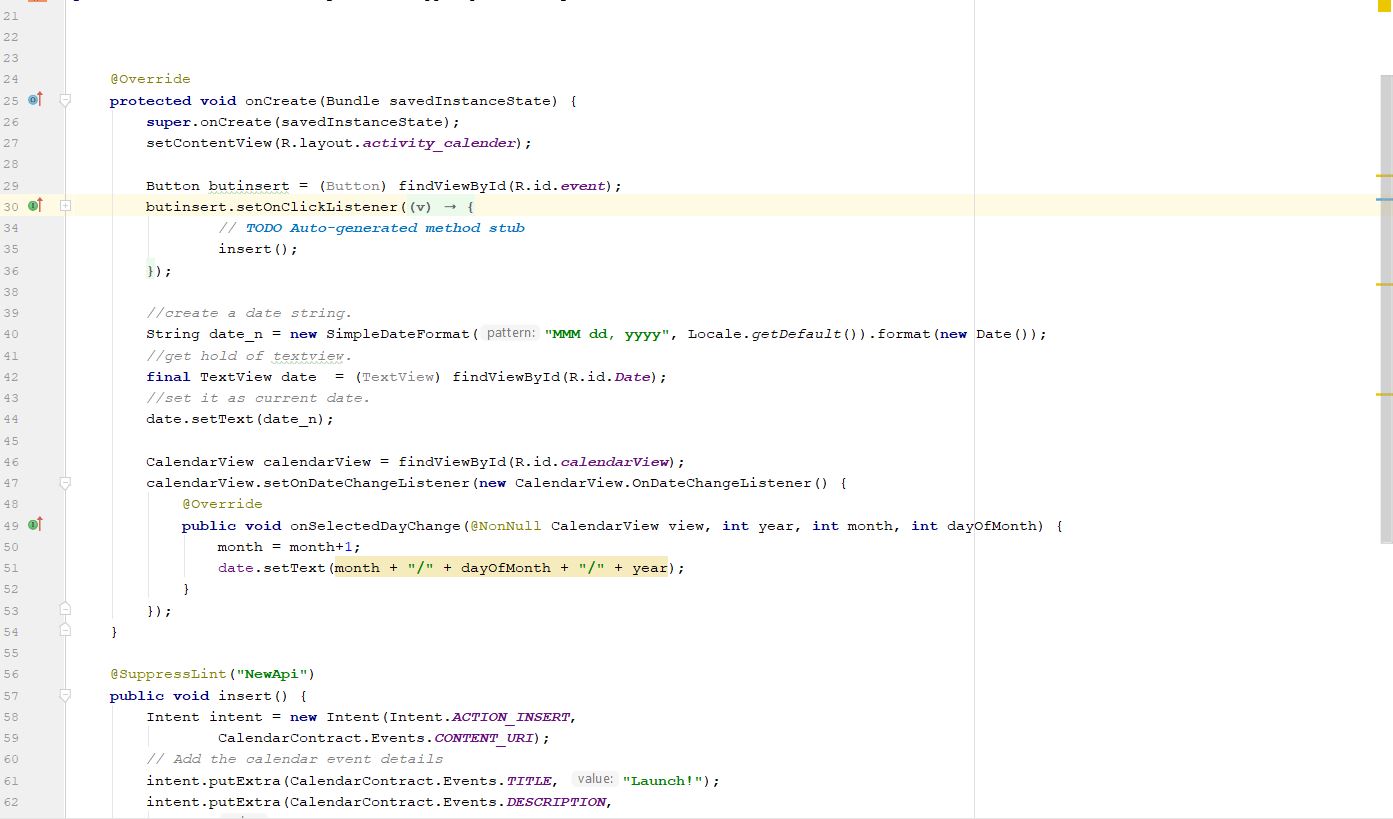 21
22
23
24 @Override
25 protected void onCreate(Bundle savedInstanceState) {
26 super.onCreate(savedInstanceState);
27 setContentView(R.layout.activity_calender);
28
29 Button butinsert = (Button) findViewById(R.id.event);
30 butinsert.setOnClickListener((v) → {
34 // TODO Auto-generated method stub
35 insert();
36 });
38
39 //create a date string.
40 String date_n = new SimpleDateFormat( pattern: "MMM dd, yyyy", Locale.getDefault()).format(new Date());
41 //get hold of textview.
42 final TextView date  = (TextView) findViewById(R.id.Date);
43 //set it as current date.
44 date.setText(date_n);
45
46 CalendarView calendarView = findViewById(R.id.calendarView);
47 calendarView.setOnDateChangeListener(new CalendarView.OnDateChangeListener() {
48 @Override
49 public void onSelectedDayChange(@NonNull CalendarView view, int year, int month, int dayOfMonth) {
50 month = month+1;
51 date.setText(month + "/" + dayOfMonth + "/" + year);
52 }
53 });
54 }
55
56 @SuppressLint("NewApi")
57 public void insert() {
58 Intent intent = new Intent(Intent.ACTION_INSERT,
59 CalendarContract.Events.CONTENT_URI);
60 // Add the calendar event details
61 intent.putExtra(CalendarContract.Events.TITLE, value: "Launch!");
62 intent.putExtra(CalendarContract.Events.DESCRIPTION,